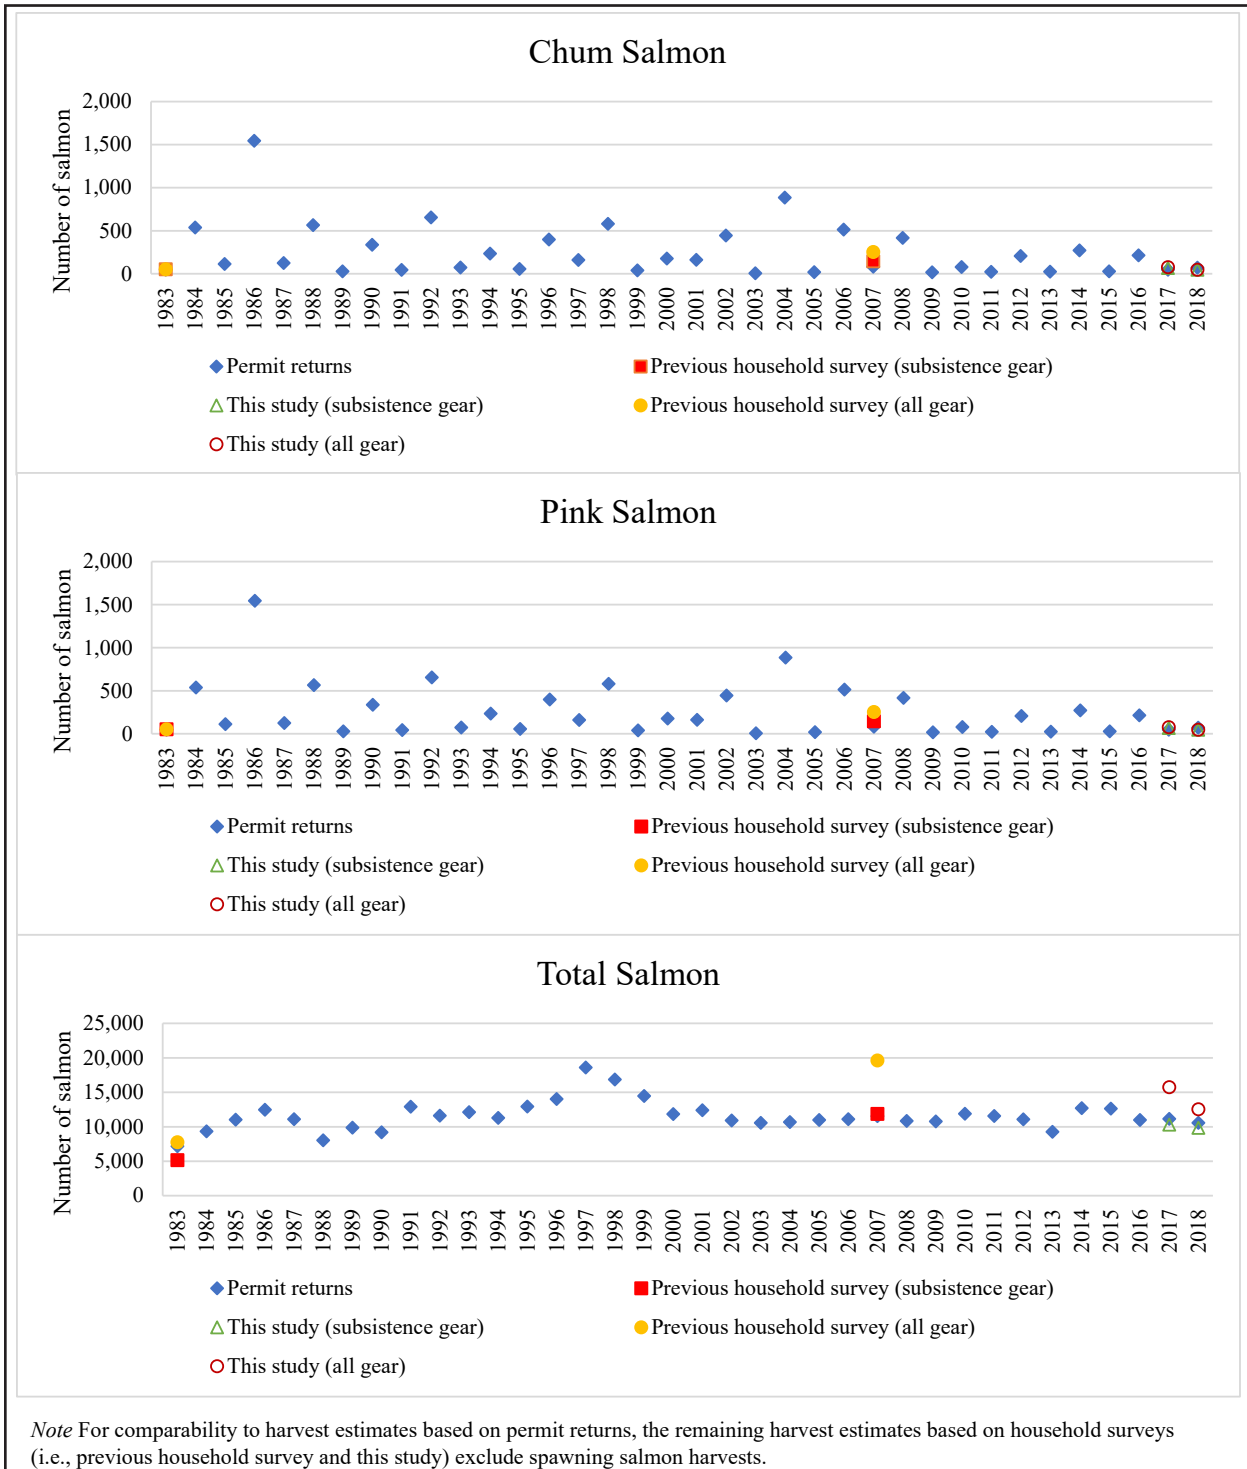 Chum Salmon
Number of salmon
2,000
1,500
1,000
500
0
1983 1984 1985 1986 1987 1988 1989 1990 1991 1992 1993 1994 1995 1996 1997 1998 1999 2000 2001 2002 2003 2004 2005 2006 2007 2008 2009 2010 2011 2012 2013 2014 2015 2016 2017 2018
Permit returns Previous household survey (subsistence gear)
This study (subsistence gear) Previous household survey (all gear)
This study (all gear)
Pink Salmon
Number of salmon
2,000
1,500
1,000
500
0
1983 1984 1985 1986 1987 1988 1989 1990 1991 1992 1993 1994 1995 1996 1997 1998 1999 2000 2001 2002 2003 2004 2005 2006 2007 2008 2009 2010 2011 2012 2013 2014 2015 2016 2017 2018
Permit returns Previous household survey (subsistence gear)
This study (subsistence gear) Previous household survey (all gear)
This study (all gear)
Total Salmon
Number of salmon
25,000
20,000
15,000
10,000
5,000
0
1983 1984 1985 1986 1987 1988 1989 1990 1991 1992 1993 1994 1995 1996 1997 1998 1999 2000 2001 2002 2003 2004 2005 2006 2007 2008 2009 2010 2011 2012 2013 2014 2015 2016 2017 2018
Permit returns Previous household survey (subsistence gear)
This study (subsistence gear) Previous household survey (all gear)
This study (all gear)
Note For comparability to harvest estimates based on permit returns, the remaining harvest estimates based on household surveys
(i.e., previous household survey and this study) exclude spawning salmon harvests.